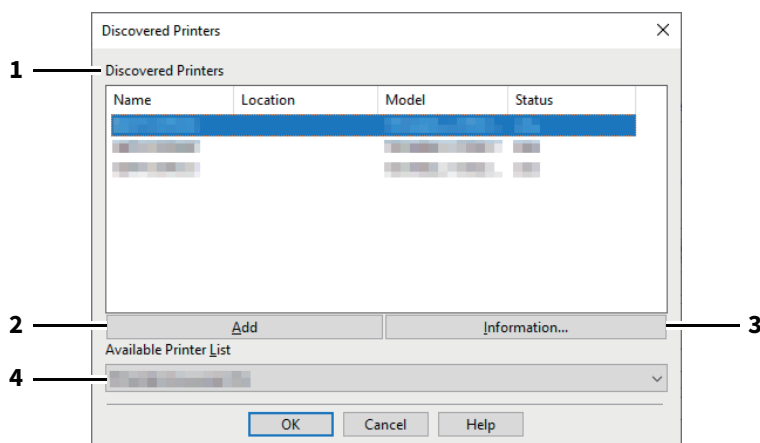 Discovered Printers
1 Discovered Printers
Name Location Model Status
2 Add Information... 3
Available Printer List
4
OK Cancel Help